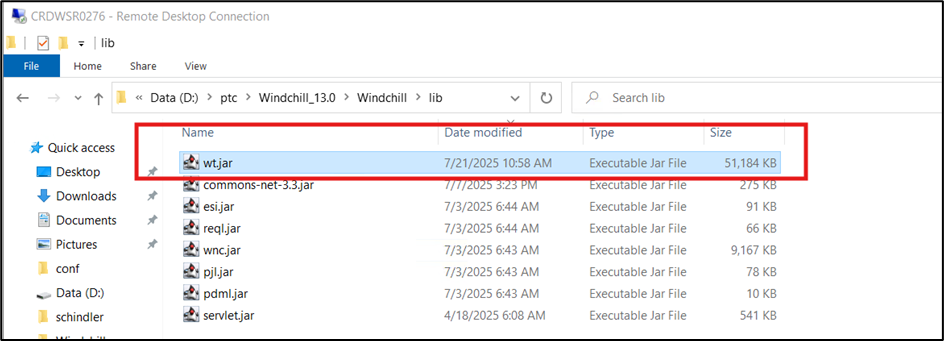 CRDWSR0276 - Remote Desktop Connection
lib
File Home Share View
« Data (D:) › ptc › Windchill_13.0 › Windchill › lib Search lib
Name Date modified Type Size
Quick access
wt.jar 7/21/2025 10:58 AM Executable Jar File 51,184 KB
Desktop
commons-net-3.3.jar 7/7/2025 3:23 PM Executable Jar File 275 KB
Downloads
esi.jar 7/3/2025 6:44 AM Executable Jar File 91 KB
Documents
reql.jar 7/3/2025 6:44 AM Executable Jar File 66 KB
Pictures
wnc.jar 7/3/2025 6:43 AM Executable Jar File 9,167 KB
conf
pjl.jar 7/3/2025 6:43 AM Executable Jar File 78 KB
Data (D:)
pdml.jar 7/3/2025 6:43 AM Executable Jar File 10 KB
schindler
servlet.jar 4/18/2025 6:08 AM Executable Jar File 541 KB